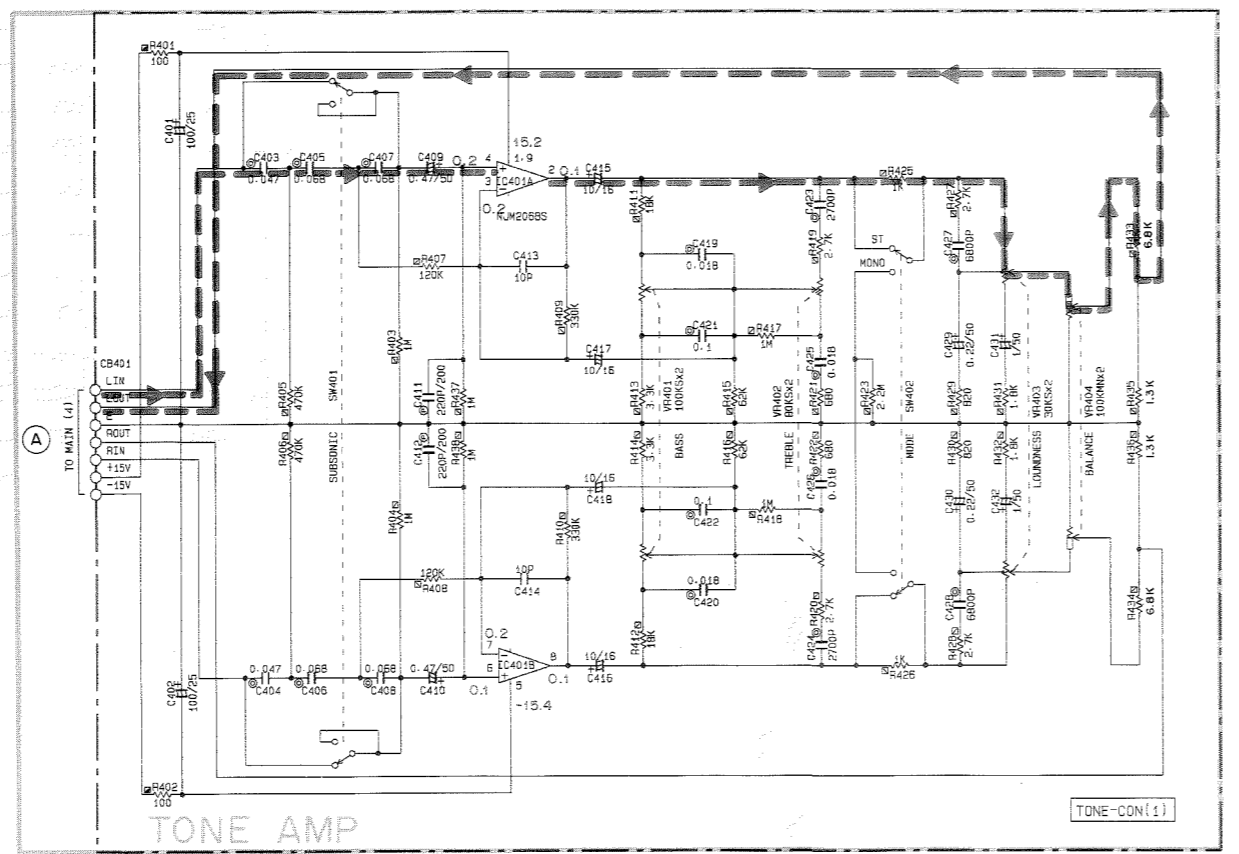 R401
100
C401
100/25
15.2
C403
0.047
C405
0.068
C407
0.068
C409
0.47/50
0.2
4
1,9
3
IC401A
2
0.1
0.2
NJM2068S
C415
10/16
R411
18K
C423
2700P
R425
1K
R427
2.7K
R433
6.8K
R407
120K
C413
10P
C419
0.018
R419
2.7K
ST
MONO
C427
6800P
R409
330K
R403
1M
C421
0.1
R417
1M
C417
10/16
C425
0.018
C429
0.22/50
C431
1/50
CB401
LIN
LOUT
E
ROUT
RIN
+15V
-15V
A
TO MAIN (4)
R405
470K
R406
470K
SW401
SUBSONIC
C411
220P/200
C412
220P/200
R437
1M
R438
1M
R413
3.3K
R414
3.3K
VR401
100KSx2
BASS
R415
62K
R416
62K
VR402
80KSx2
TREBLE
R421
680
R422
680
R423
2.2M
SW402
MODE
R429
820
R430
820
R431
1.8K
R432
1.8K
VR403
30KSx2
LOUNDNESS
VR404
100KMNx2
BALANCE
R435
1.3K
R436
1.3K
10/16
C418
C426
0.018
C430
0.22/50
C432
1/50
R404
1M
R410
330K
0.1
C422
1M
R418
120K
R408
10P
C414
0.018
C420
R420
2.7K
C428
6800P
R434
6.8K
0.2
7
R412
18K
C424
2700P
R428
2.7K
C402
100/25
0.047
C404
0.068
C406
0.068
C408
0.47/50
C410
6
0.1
IC401B
5
8
0.1
10/16
C416
1K
R426
-15.4
R402
100
TONE AMP
TONE-CON(1)